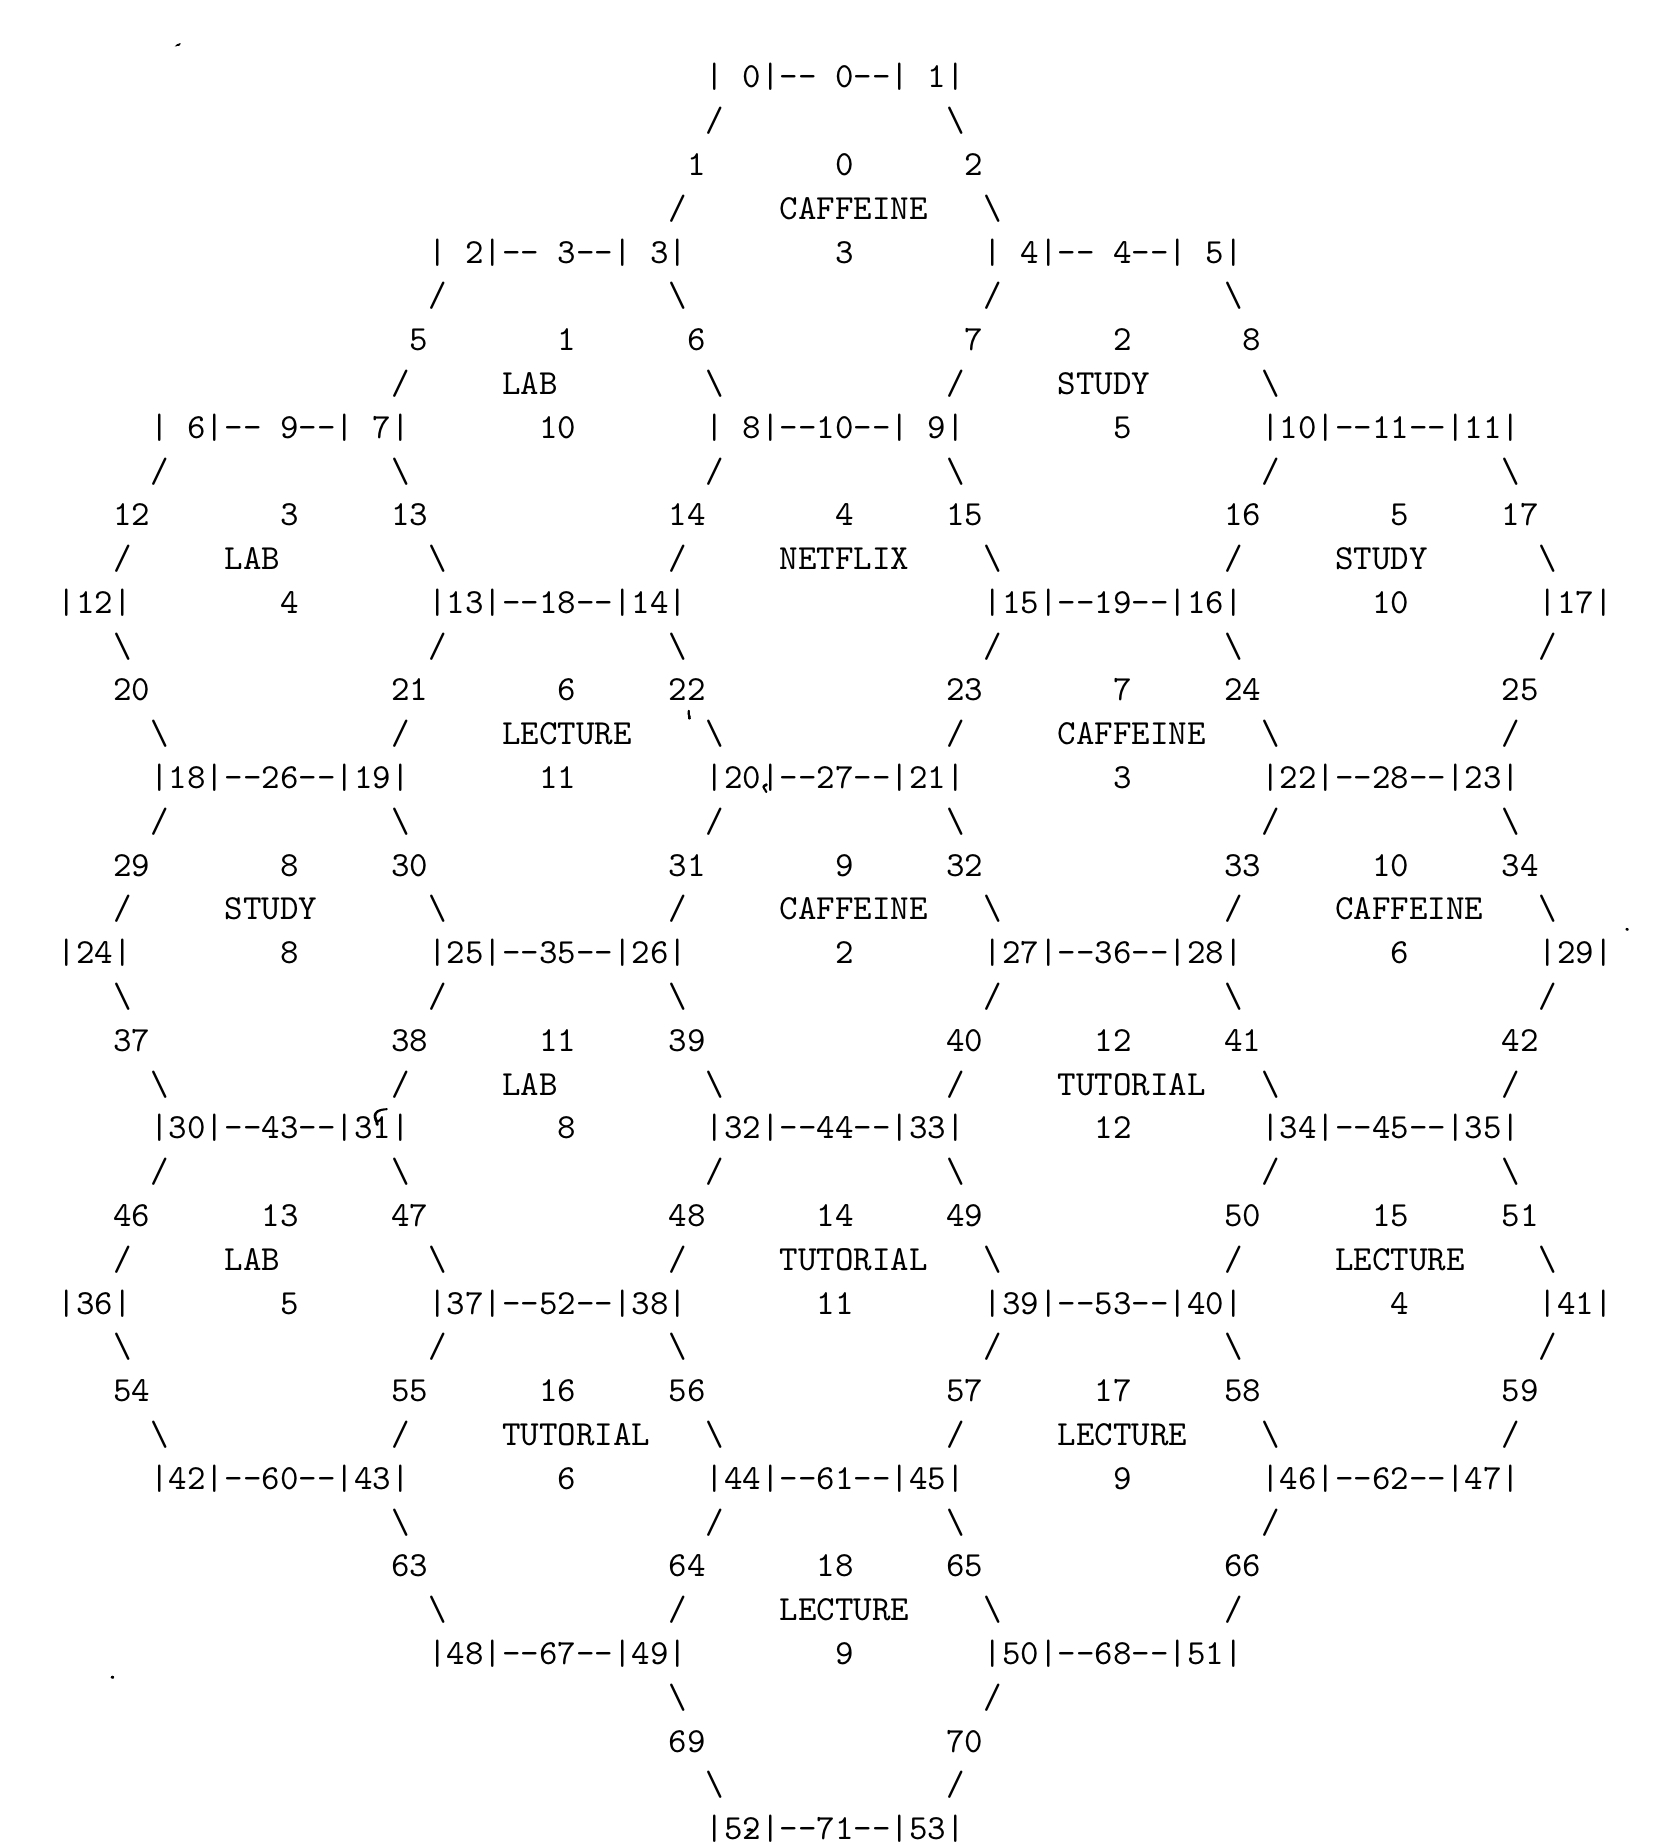 | 0|-- 0--| 1|
/ \
1 0 2
/ CAFFEINE \
| 2|-- 3--| 3| 3 | 4|-- 4--| 5|
/ \ / \
5 1 6 7 2 8
/ LAB \ / STUDY \
| 6|-- 9--| 7| 10 | 8|--10--| 9| 5 |10|--11--|11|
/ \ / \ / \
12 3 13 14 4 15 16 5 17
/ LAB \ / NETFLIX \ / STUDY \
|12| 4 |13|--18--|14| |15|--19--|16| 10 |17|
\ / \ / \ /
20 21 6 22 23 7 24 25
\ / LECTURE \ / CAFFEINE \ /
|18|--26--|19| 11 |20|--27--|21| 3 |22|--28--|23|
/ \ / \ / \
29 8 30 31 9 32 33 10 34
/ STUDY \ / CAFFEINE \ / CAFFEINE \
|24| 8 |25|--35--|26| 2 |27|--36--|28| 6 |29|
\ / \ / \ /
37 38 11 39 40 12 41 42
\ / LAB \ / TUTORIAL \ /
|30|--43--|31| 8 |32|--44--|33| 12 |34|--45--|35|
/ \ / \ / \
46 13 47 48 14 49 50 15 51
/ LAB \ / TUTORIAL \ / LECTURE \
|36| 5 |37|--52--|38| 11 |39|--53--|40| 4 |41|
\ / \ / \ /
54 55 16 56 57 17 58 59
\ / TUTORIAL \ / LECTURE \ /
|42|--60--|43| 6 |44|--61--|45| 9 |46|--62--|47|
\ / \ /
63 64 18 65 66
\ / LECTURE \ /
|48|--67--|49| 9 |50|--68--|51|
\ /
69 70
\ /
|52|--71--|53|